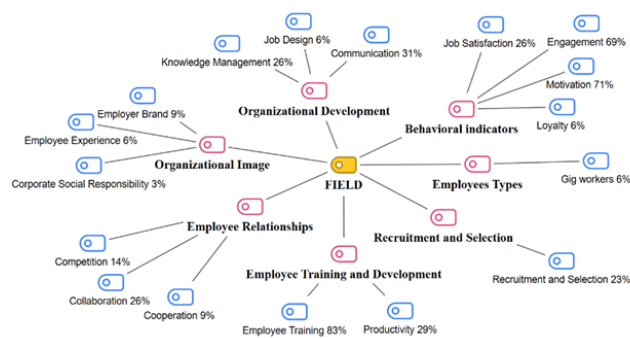 Job Design 6%
Communication 31%
Knowledge Management 26%
Organizational Development
Job Satisfaction 26%
Engagement 69%
Motivation 71%
Loyalty 6%
Behavioral indicators
Employer Brand 9%
Employee Experience 6%
Corporate Social Responsibility 3%
Organizational Image
FIELD
Employees Types
Gig workers 6%
Employee Relationships
Competition 14%
Collaboration 26%
Cooperation 9%
Recruitment and Selection
Recruitment and Selection 23%
Employee Training and Development
Employee Training 83%
Productivity 29%